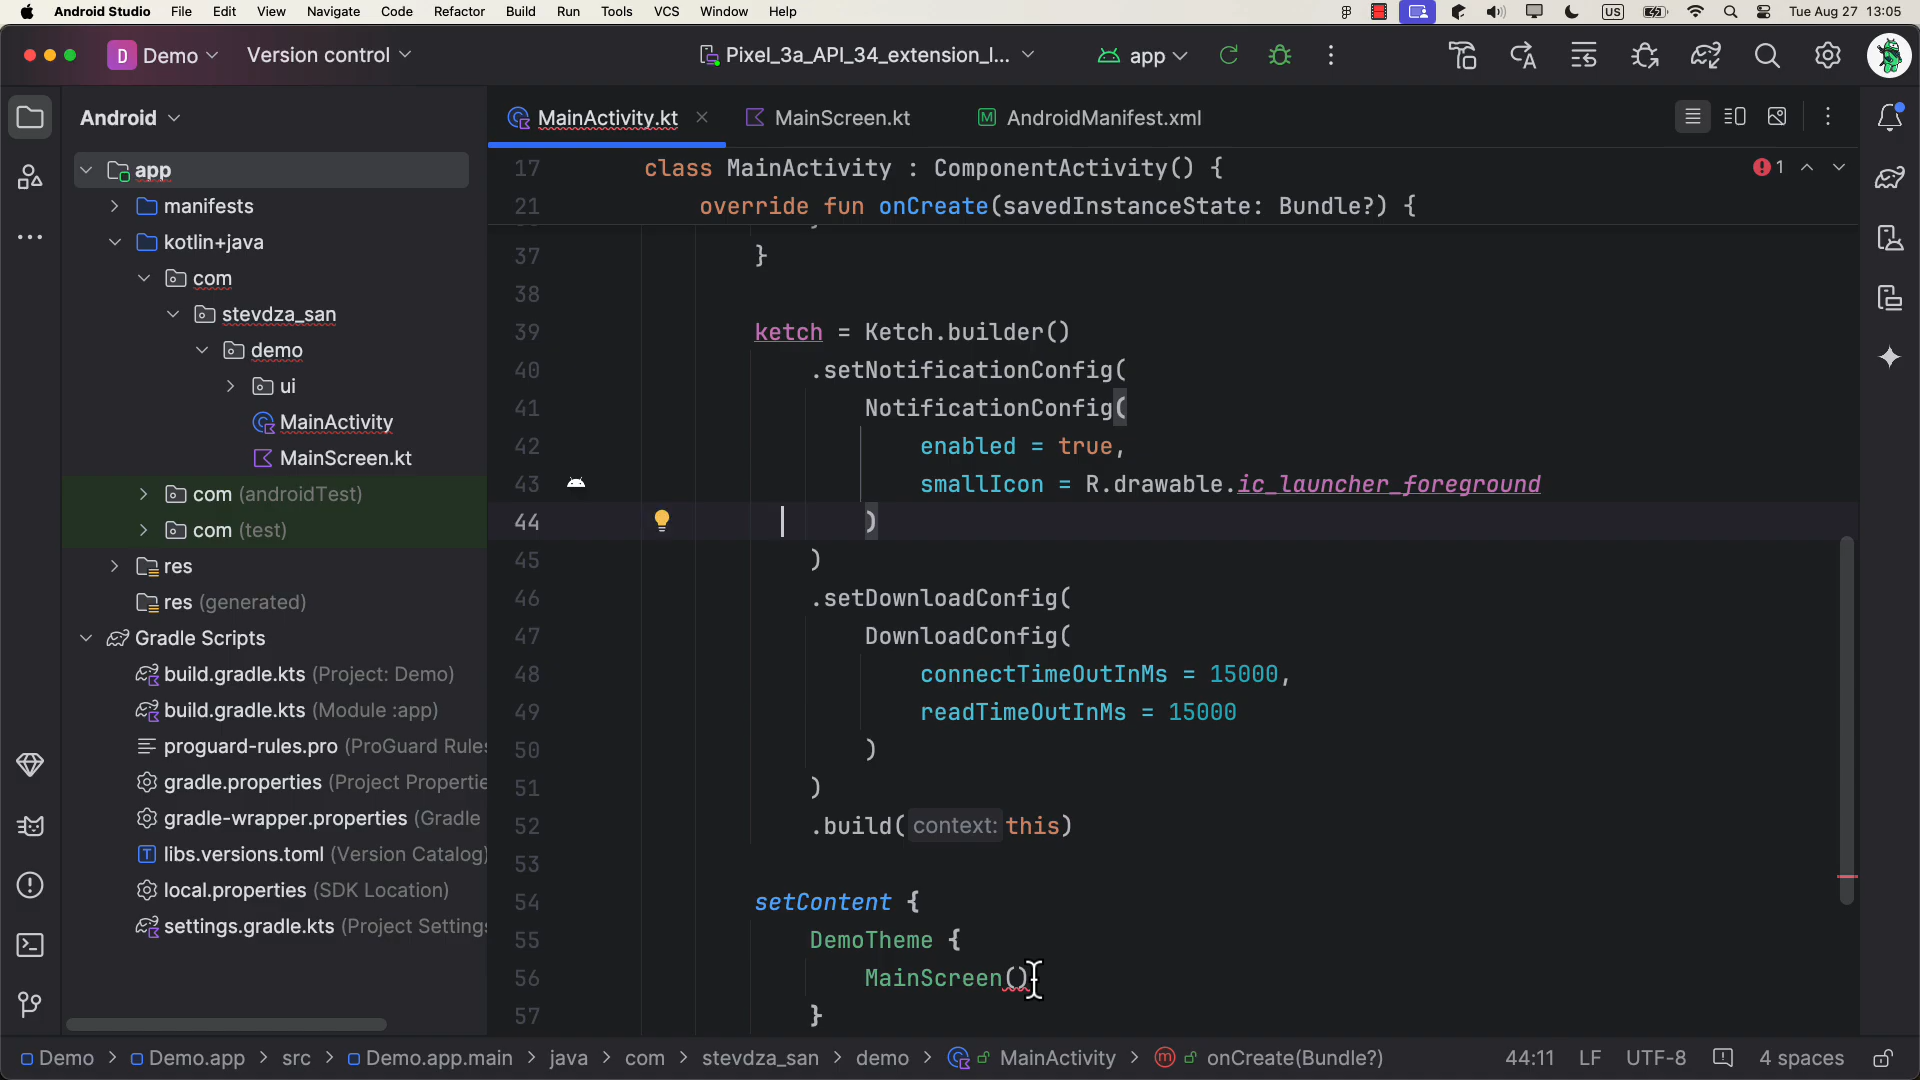 Android Studio File Edit View Navigate Code Refactor Build Run Tools VCS Window Help US Tue Aug 27 13:05
D Demo Version control Pixel_3a_API_34_extension_l... app
Android
MainActivity.kt MainScreen.kt M AndroidManifest.xml
app
manifests
kotlin+java
com
stevdza_san
demo
ui
MainActivity
MainScreen.kt
com (androidTest)
com (test)
res
res (generated)
Gradle Scripts
build.gradle.kts (Project: Demo)
build.gradle.kts (Module :app)
proguard-rules.pro (ProGuard Rules
gradle.properties (Project Propertie
gradle-wrapper.properties (Gradle
T libs.versions.toml (Version Catalog)
local.properties (SDK Location)
settings.gradle.kts (Project Settings
17 class MainActivity : ComponentActivity() { 1
21 override fun onCreate(savedInstanceState: Bundle?) {
37 }
38
39 ketch = Ketch.builder()
40 .setNotificationConfig(
41 NotificationConfig(
42 enabled = true,
43 smallIcon = R.drawable.ic_launcher_foreground
44 )
45 )
46 .setDownloadConfig(
47 DownloadConfig(
48 connectTimeOutInMs = 15000,
49 readTimeOutInMs = 15000
50 )
51 )
52 .build( context: this)
53
54 setContent {
55 DemoTheme {
56 MainScreen()
57 }
Demo > Demo.app > src > Demo.app.main > java > com > stevdza_san > demo > MainActivity > m onCreate(Bundle?) 44:11 LF UTF-8 4 spaces